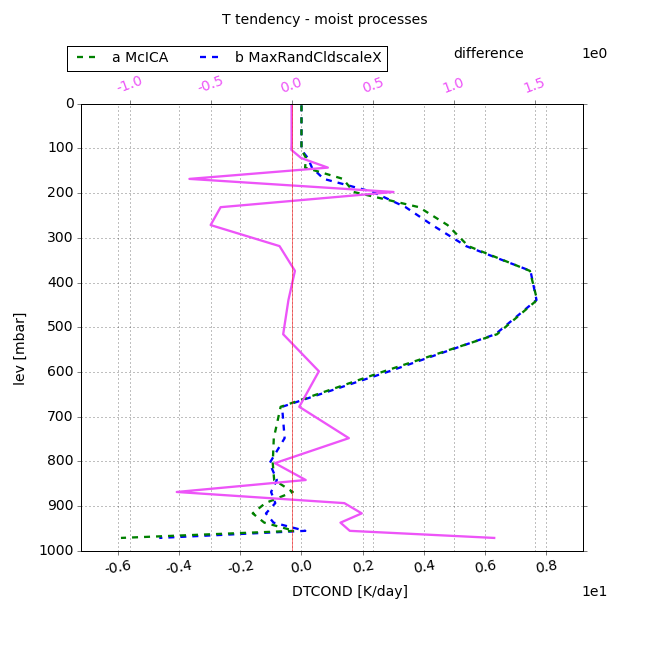 T tendency - moist processes
a McICA b MaxRandCldscaleX difference 1e0
-1.0 -0.5 0.0 0.5 1.0 1.5
0
100
200
300
400
500
600
700
800
900
1000
lev [mbar]
-0.6 -0.4 -0.2 0.0 0.2 0.4 0.6 0.8
DTCOND [K/day] 1e1